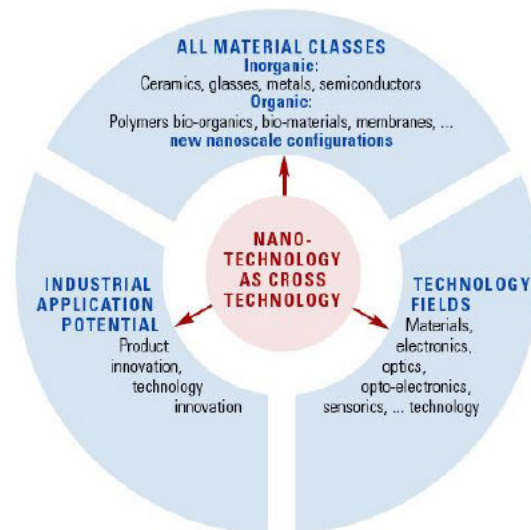 ALL MATERIAL CLASSES
Inorganic:
Ceramics, glasses, metals, semiconductors
Organic:
Polymers bio-organics, bio-materials, membranes, ...
new nanoscale configurations
NANO-
TECHNOLOGY
AS CROSS
TECHNOLOGY
INDUSTRIAL
APPLICATION
POTENTIAL
Product
innovation,
technology
innovation
TECHNOLOGY
FIELDS
Materials,
electronics,
optics,
opto-electronics,
sensorics, ... technology